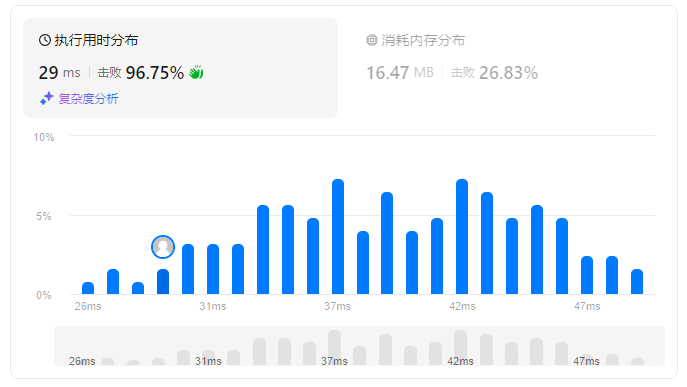 执行用时分布
29 ms 击败 96.75%
复杂度分析
消耗内存分布
16.47 MB 击败 26.83%
10%
5%
0%
26ms 31ms 37ms 42ms 47ms
26ms 31ms 37ms 42ms 47ms